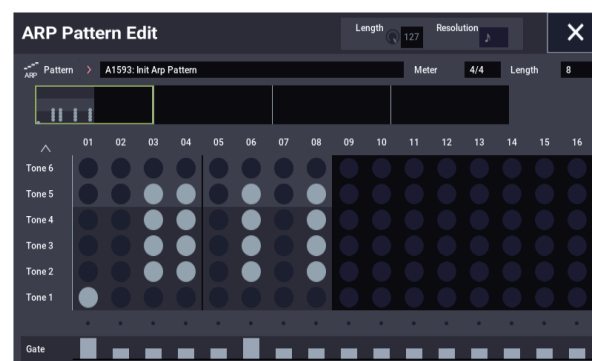 ARP Pattern Edit
Length 127 Resolution
ARP Pattern > A1593: Init Arp Pattern Meter 4/4 Length 8
01 02 03 04 05 06 07 08 09 10 11 12 13 14 15 16
Tone 6
Tone 5
Tone 4
Tone 3
Tone 2
Tone 1
Gate